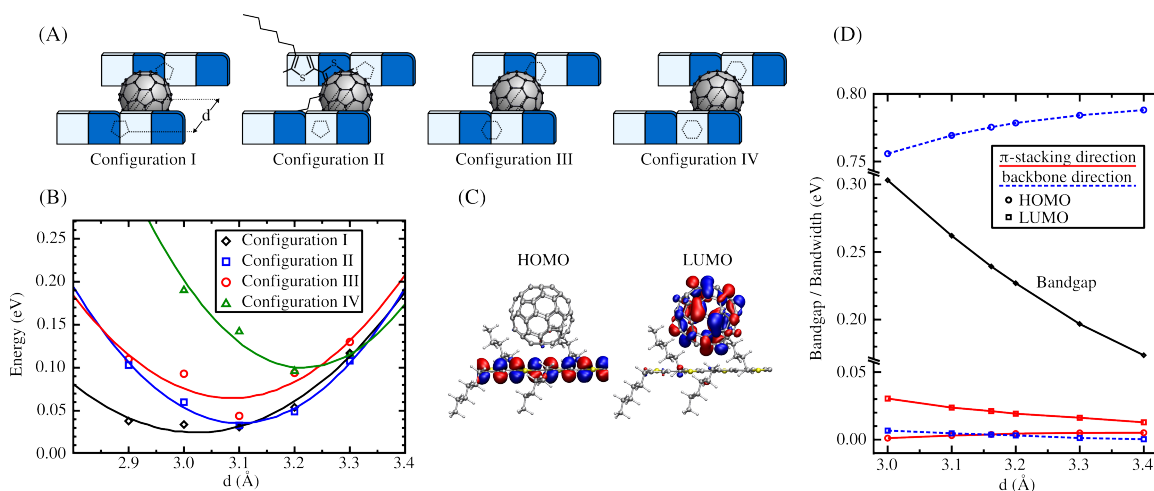 (A)
d
Configuration I
S
S
Configuration II
Configuration III
Configuration IV
(B)
Energy (eV)
0.25
0.20
0.15
0.10
0.05
0.00
2.9
3.0
3.1
3.2
3.3
3.4
d (Å)
Configuration I
Configuration II
Configuration III
Configuration IV
(C)
HOMO
LUMO
(D)
Bandgap / Bandwidth (eV)
0.80
0.75
0.30
0.25
0.20
0.05
0.00
3.0
3.1
3.2
3.3
3.4
d (Å)
π-stacking direction
backbone direction
HOMO
LUMO
Bandgap